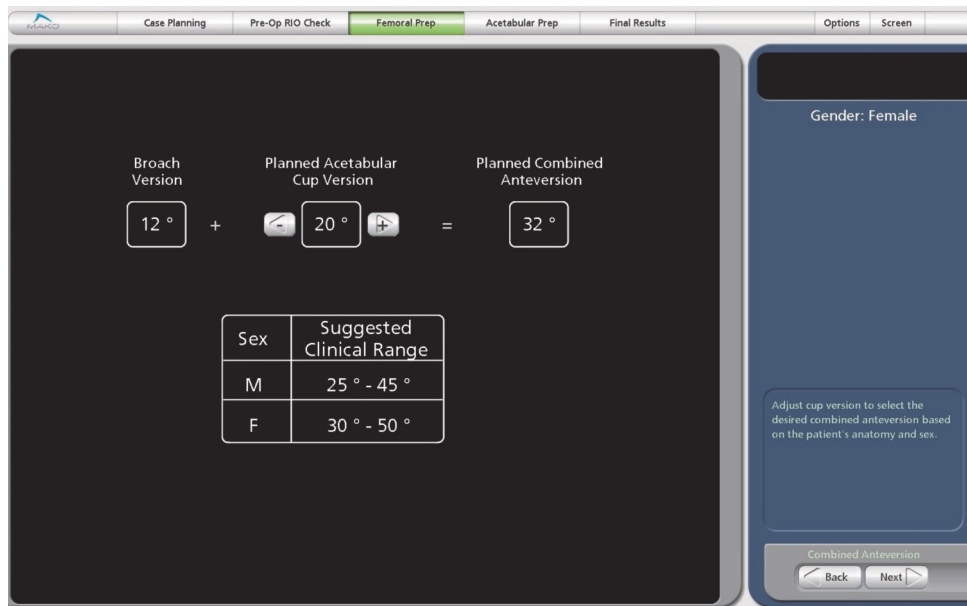 MAKO
Case Planning
Pre-Op RIO Check
Femoral Prep
Acetabular Prep
Final Results
Options
Screen
Gender: Female
Broach
Version
Planned Acetabular
Cup Version
Planned Combined
Anteversion
12 °
+
-
20 °
+
=
32 °
Sex
Suggested
Clinical Range
M
25 ° - 45 °
F
30 ° - 50 °
Adjust cup version to select the
desired combined anteversion based
on the patient's anatomy and sex.
Combined Anteversion
Back
Next